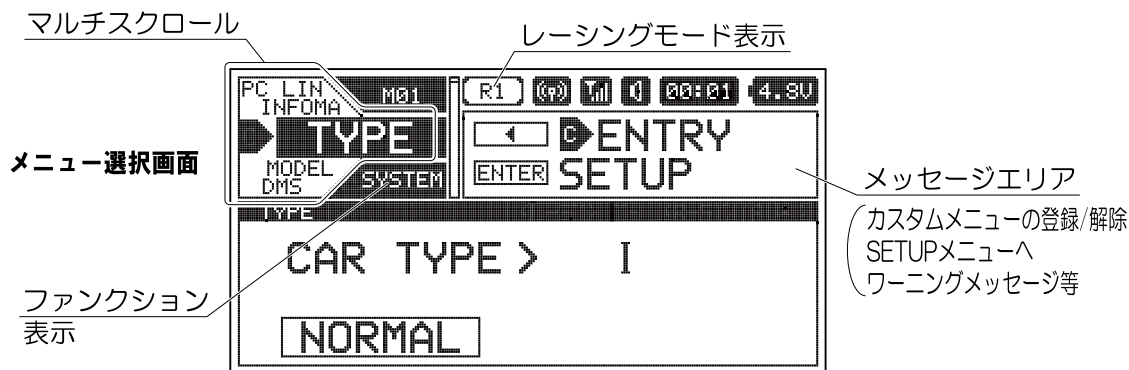 マルチスクロール
レーシングモード表示
メニュー選択画面
PC LIN
INFOMA
M01
TYPE
MODEL
DMS
SYSTEM
R1
00:01
4.8V
C ENTRY
ENTER SETUP
TYPE
CAR TYPE > I
NORMAL
メッセージエリア
カスタムメニューの登録/解除
SETUPメニューへ
ワーニングメッセージ等
ファンクション
表示